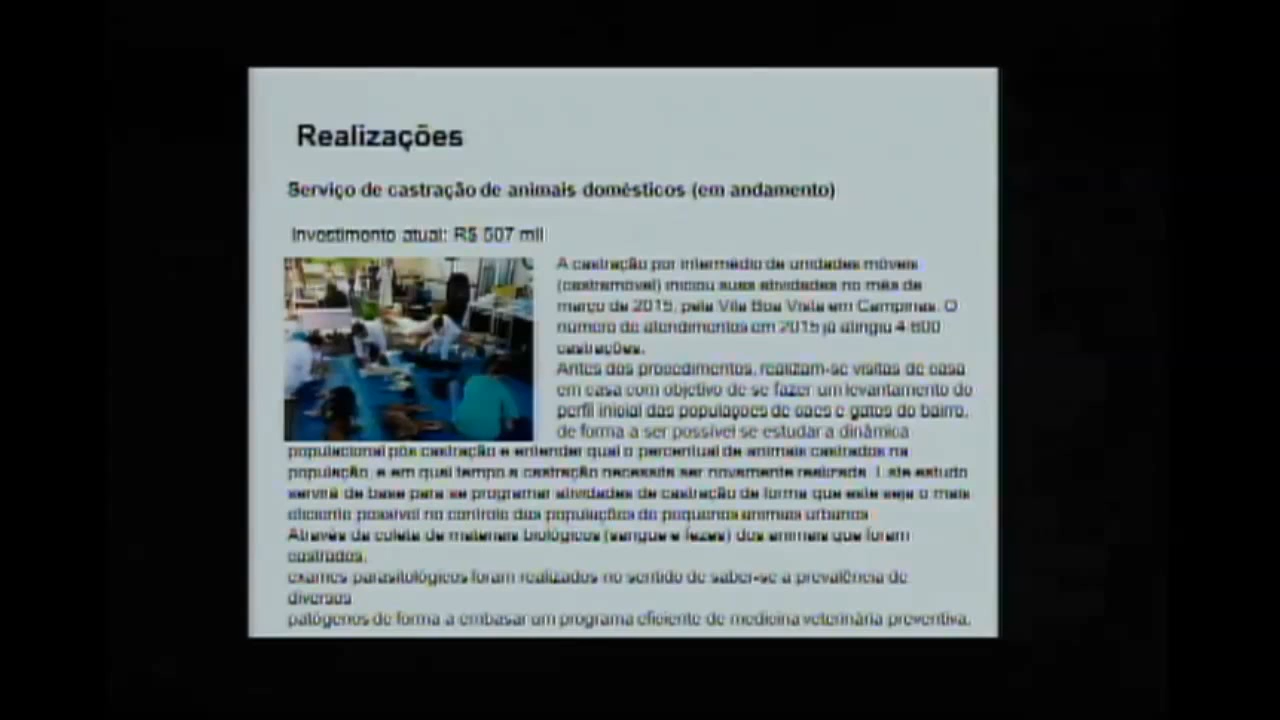 Realizações
Serviço de castração de animais domésticos (em andamento)
Investimento atual: R$ 507 mil
A castração por intermédio de unidades móveis
(castramóvel) iniciou suas atividades no mês de
março de 2015, pela Vila Boa Vista em Campinas. O
número de atendimentos em 2015 já atingiu 4 600
castrações.
Antes dos procedimentos, realizam-se visitas de casa
em casa com objetivo de se fazer um levantamento do
perfil inicial das populações de cães e gatos do bairro,
de forma a ser possível se estudar a dinâmica
populacional pós castração e entender qual o percentual de animais castrados na
população, e em qual tempo a castração necessita ser novamente realizada. Este estudo
servirá de base para se programar atividades de castração de forma que este seja o mais
eficiente possível no controle das populações de pequenos animais urbanos
Através da coleta de materiais biológicos (sangue e fezes) dos animais que foram
castrados,
exames parasitológicos foram realizados no sentido de saber-se a prevalência de
diversos
patógenos de forma a embasar um programa eficiente de medicina veterinária preventiva.